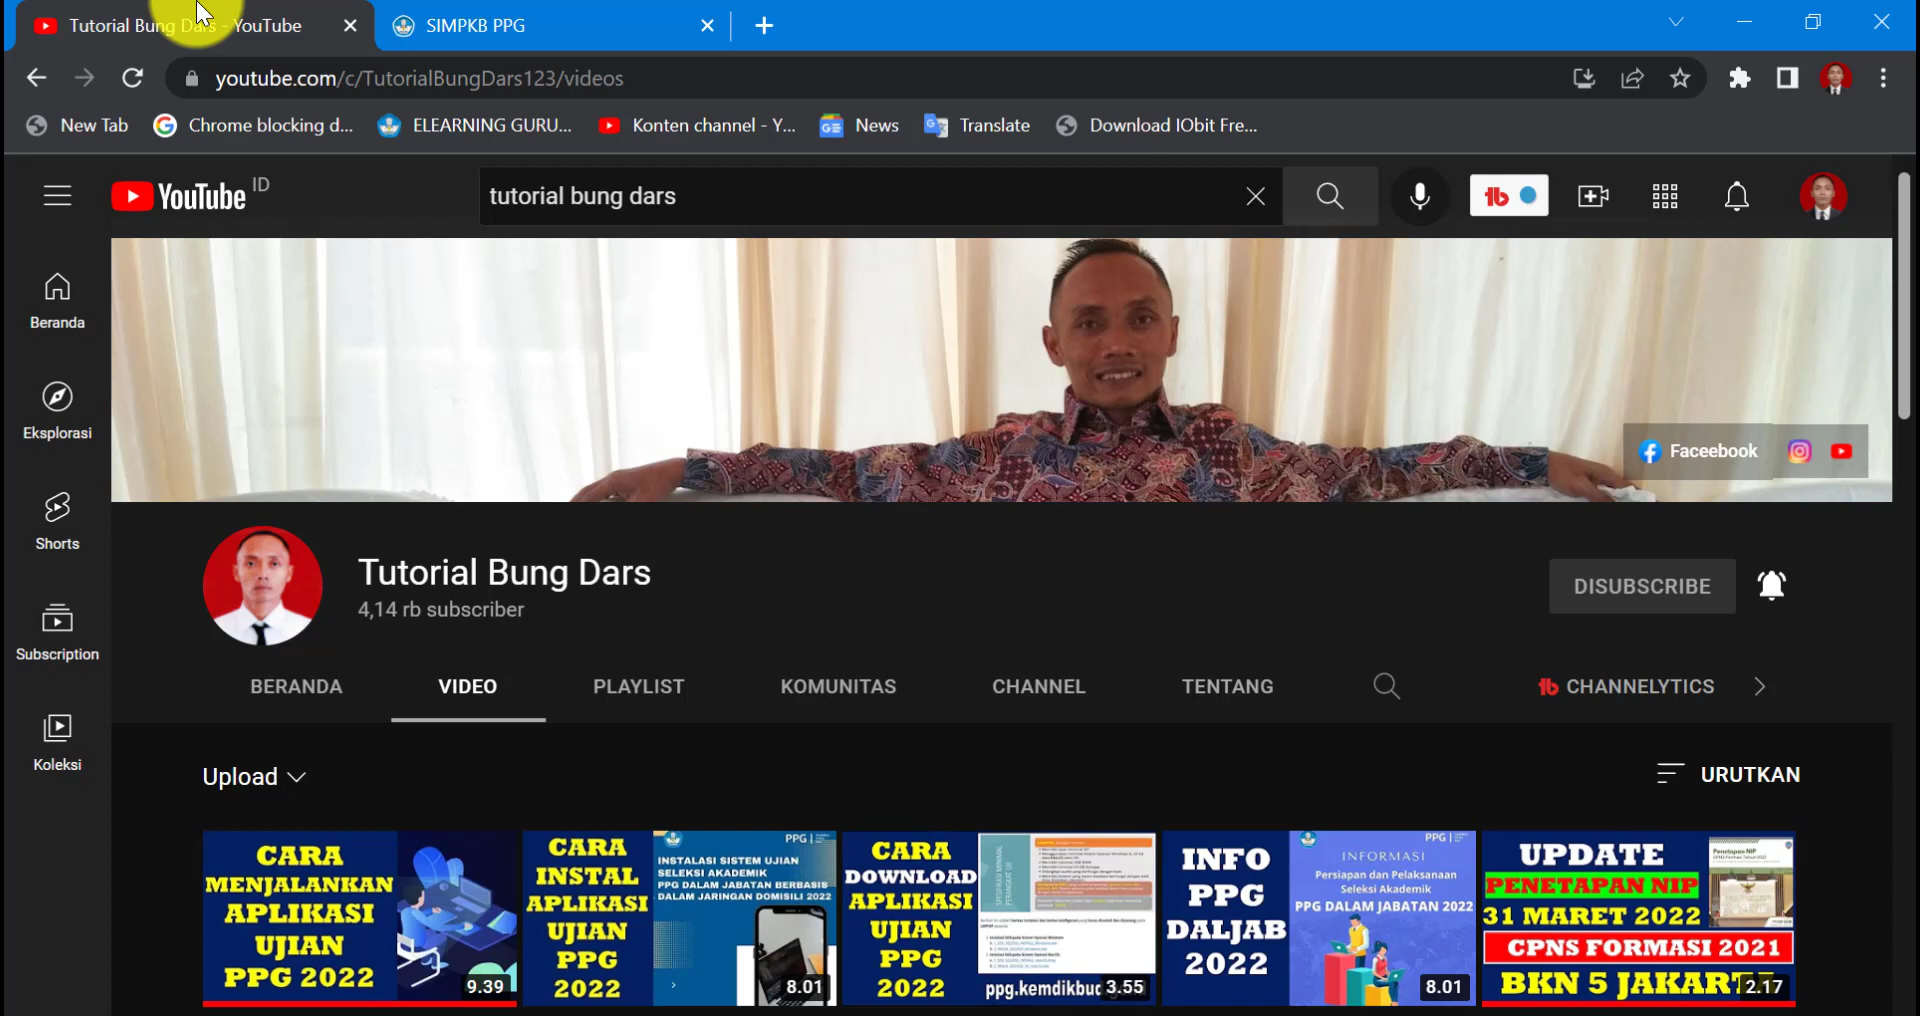 Tutorial Bung Dars - YouTube
SIMPKB PPG
youtube.com/c/TutorialBungDars123/videos
New Tab
Chrome blocking d...
ELEARNING GURU...
Konten channel - Y...
News
Translate
Download IObit Fre...
YouTube ID
tutorial bung dars
Beranda
Eksplorasi
Shorts
Subscription
Koleksi
Faceebook
Tutorial Bung Dars
4,14 rb subscriber
DISUBSCRIBE
BERANDA
VIDEO
PLAYLIST
KOMUNITAS
CHANNEL
TENTANG
CHANNELYTICS
Upload
URUTKAN
CARA
MENJALANKAN
APLIKASI
UJIAN
PPG 2022
9.39
CARA
INSTAL
APLIKASI
UJIAN
PPG
2022
PPG
INSTALASI SISTEM UJIAN
SELEKSI AKADEMIK
PPG DALAM JABATAN BERBASIS
DALAM JARINGAN DOMISILI 2022
8.01
CARA
DOWNLOAD
APLIKASI
UJIAN
PPG
2022
ppg.kemdikbud
3.55
INFO
PPG
DALJAB
2022
PPG
INFORMASI
Persiapan dan Pelaksanaan
Seleksi Akademik
PPG DALAM JABATAN 2022
8.01
UPDATE
PENETAPAN NIP
31 MARET 2022
CPNS FORMASI 2021
BKN 5 JAKART
2.17
Penetapan NIP